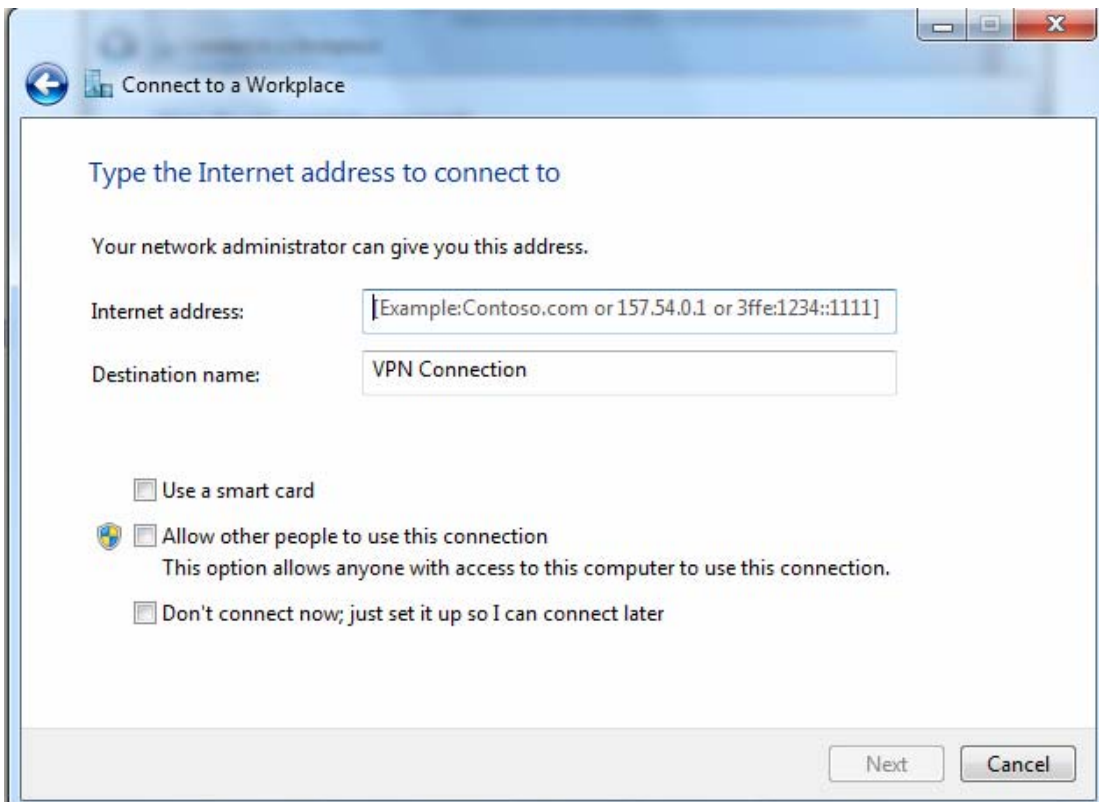 Connect to a Workplace
Type the Internet address to connect to
Your network administrator can give you this address.
Internet address:
[Example:Contoso.com or 157.54.0.1 or 3ffe:1234::1111]
Destination name:
VPN Connection
Use a smart card
Allow other people to use this connection
This option allows anyone with access to this computer to use this connection.
Don't connect now; just set it up so I can connect later
Next
Cancel